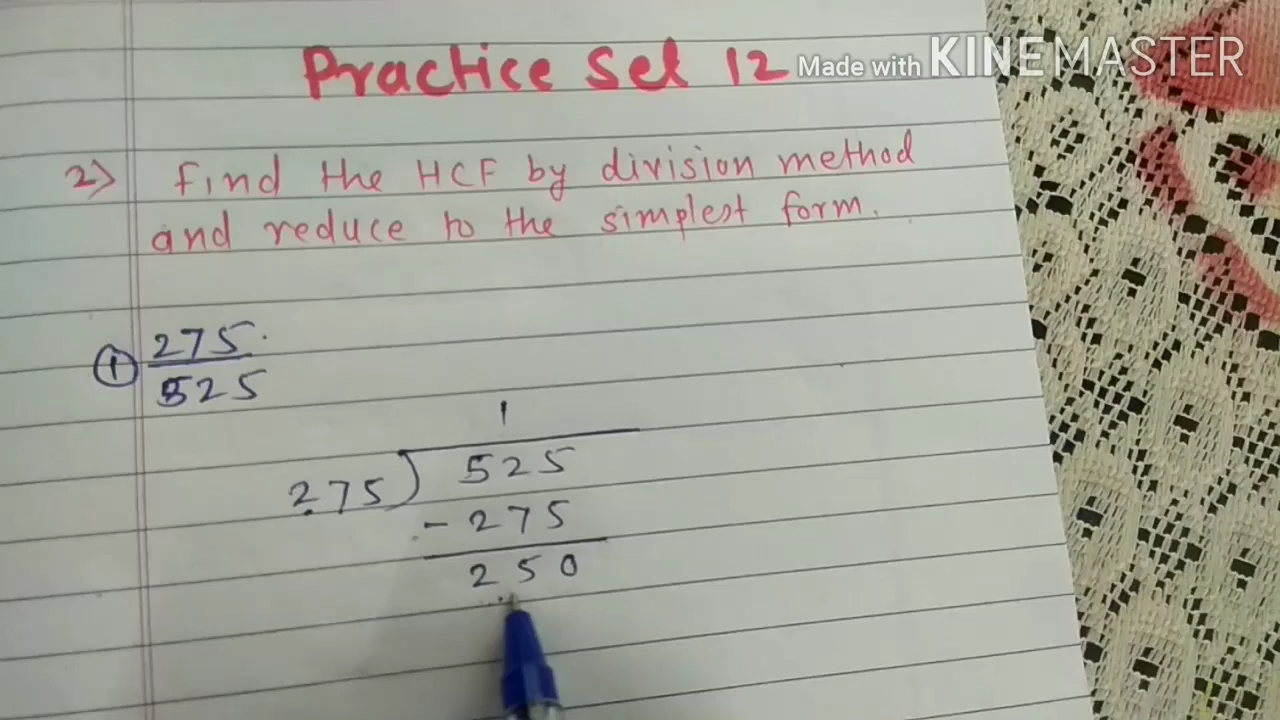 Practice Set 12
Made with KINEMASTER
2) Find the HCF by division method
and reduce to the simplest form.
① 275
525
1
275) 525
- 275
250